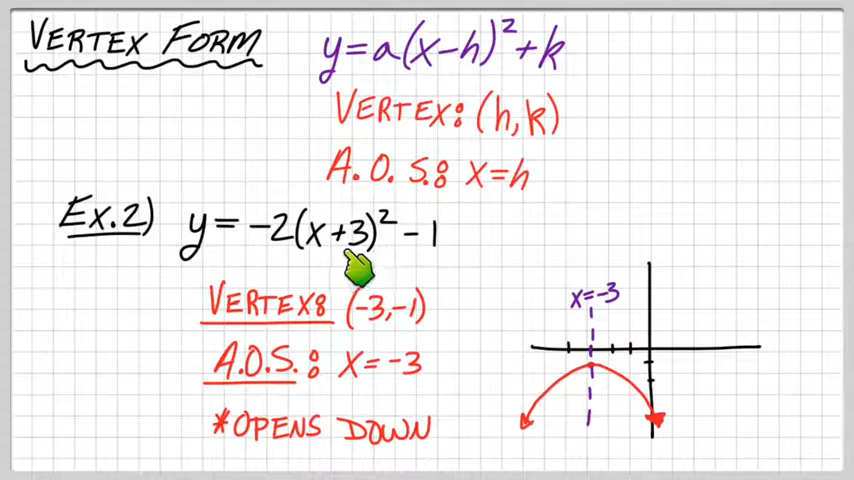 VERTEX FORM
y=a(x-h)²+k
VERTEX: (h,k)
A.O.S.: x=h
Ex.2) y=-2(x+3)²-1
VERTEX: (-3,-1)
A.O.S.: x=-3
*OPENS DOWN
x=-3